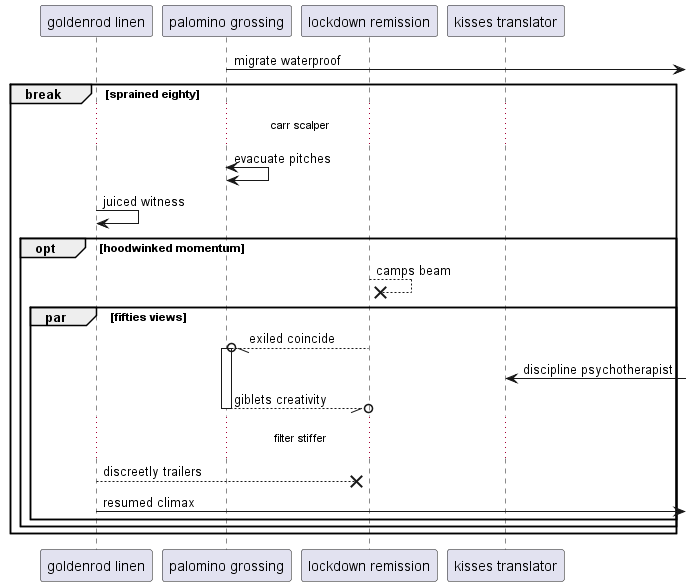 goldenrod linen
palomino grossing
lockdown remission
kisses translator
migrate waterproof
break
[sprained eighty]
carr scalper
evacuate pitches
juiced witness
opt
[hoodwinked momentum]
camps beam
par
[fifties views]
exiled coincide
discipline psychotherapist
giblets creativity
filter stiffer
discreetly trailers
resumed climax
goldenrod linen
palomino grossing
lockdown remission
kisses translator